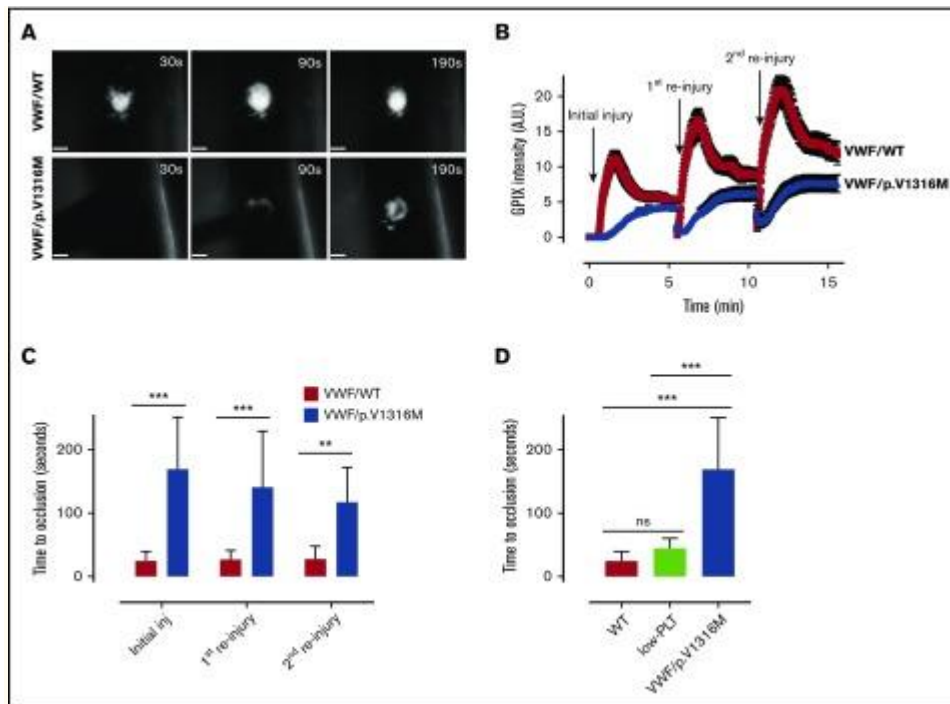 A
VWF/WT
30s
90s
190s
VWF/p.V1316M
30s
90s
190s
B
GPIX intensity (A.U.)
20
15
10
5
0
Initial injury
1st re-injury
2nd re-injury
VWF/WT
VWF/p.V1316M
0
5
10
15
Time (min)
C
VWF/WT
VWF/p.V1316M
Time to occlusion (seconds)
200
100
0
***
***
**
Initial inj
1st re-injury
2nd re-injury
D
Time to occlusion (seconds)
200
100
0
***
***
ns
WT
low-PLT
VWF/p.V1316M